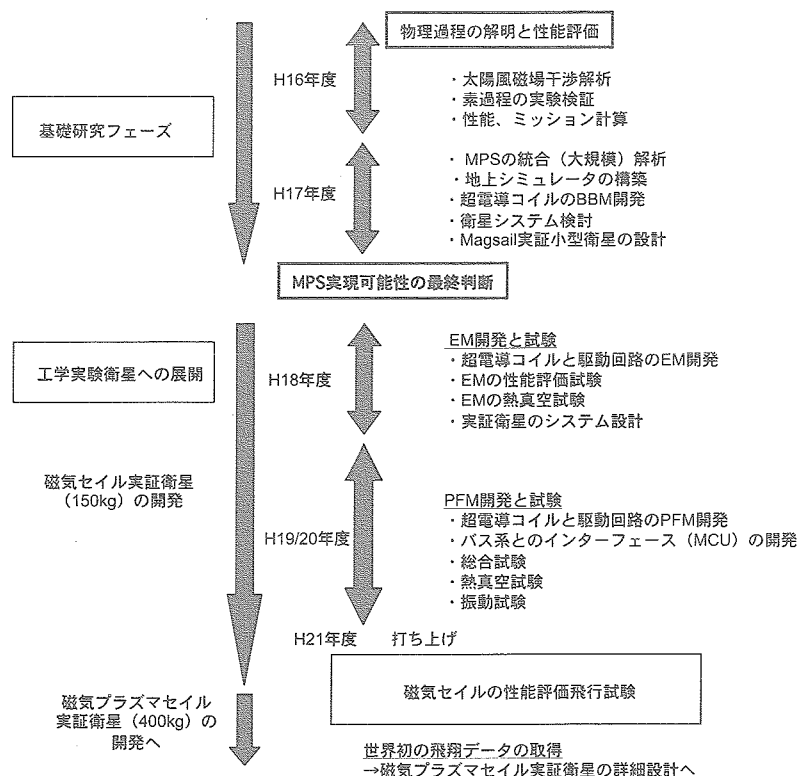 物理過程の解明と性能評価
H16年度
・太陽風磁場干渉解析
・素過程の実験検証
・性能、ミッション計算
基礎研究フェーズ
H17年度
・MPSの統合（大規模）解析
・地上シミュレータの構築
・超電導コイルのBBM開発
・衛星システム検討
・Magsail実証小型衛星の設計
MPS実現可能性の最終判断
工学実験衛星への展開
H18年度
EM開発と試験
・超電導コイルと駆動回路のEM開発
・EMの性能評価試験
・EMの熱真空試験
・実証衛星のシステム設計
磁気セイル実証衛星
（150kg）の開発
H19/20年度
PFM開発と試験
・超電導コイルと駆動回路のPFM開発
・バス系とのインターフェース（MCU）の開発
・総合試験
・熱真空試験
・振動試験
H21年度 打ち上げ
磁気セイルの性能評価飛行試験
磁気プラズマセイル
実証衛星（400kg）の
開発へ
世界初の飛翔データの取得
→磁気プラズマセイル実証衛星の詳細設計へ